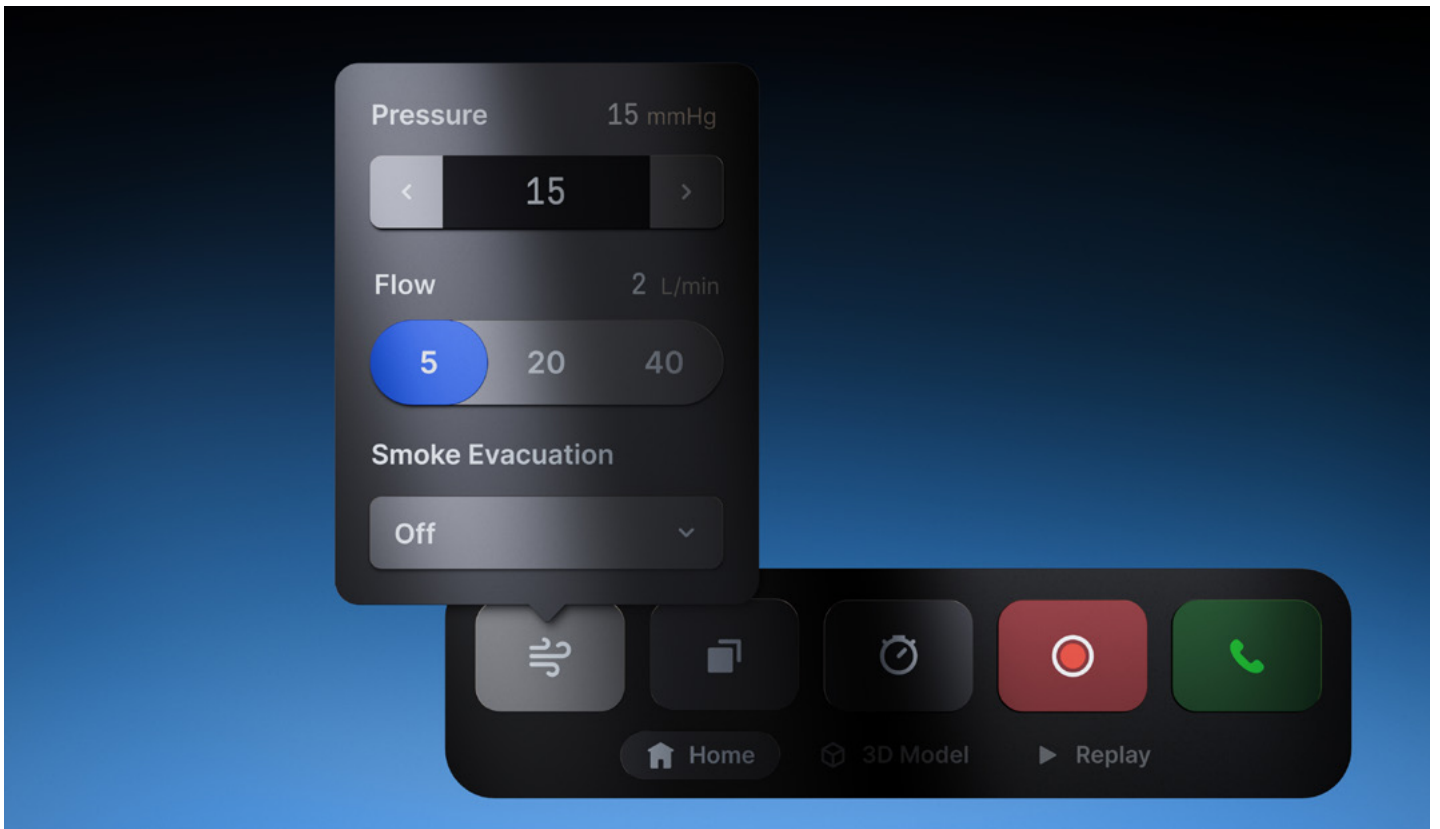 Pressure 15 mmHg
15
Flow 2 L/min
5 20 40
Smoke Evacuation
Off
Home 3D Model Replay